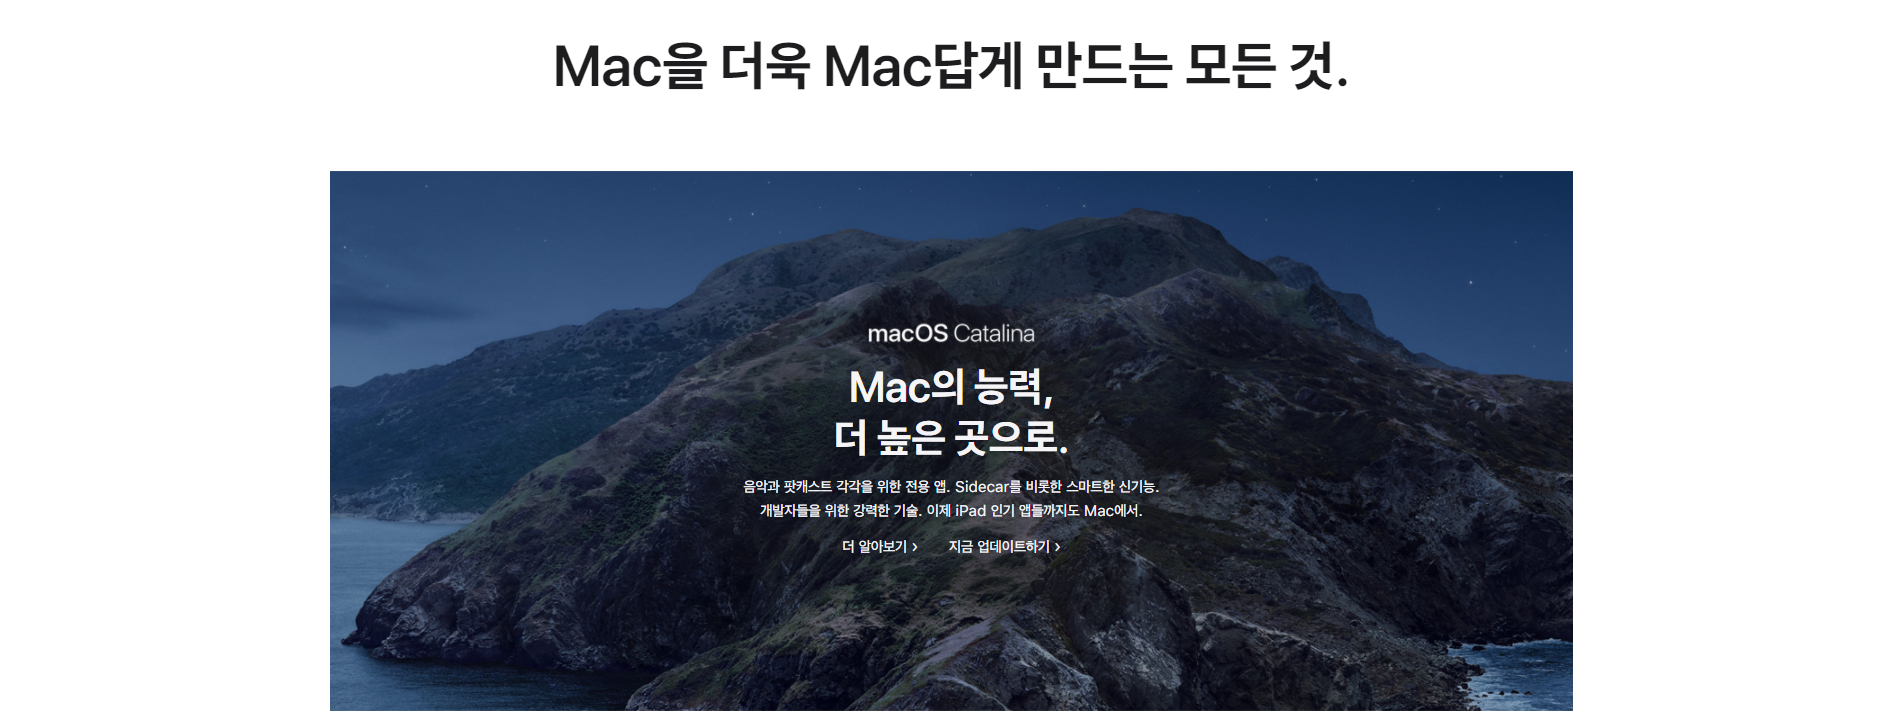 Mac을 더욱 Mac답게 만드는 모든 것.
macOS Catalina
Mac의 능력,
더 높은 곳으로.
음악과 팟캐스트 각각을 위한 전용 앱. Sidecar를 비롯한 스마트한 신기능.
개발자들을 위한 강력한 기술. 이제 iPad 인기 앱들까지도 Mac에서.
더 알아보기 › 지금 업데이트하기 ›